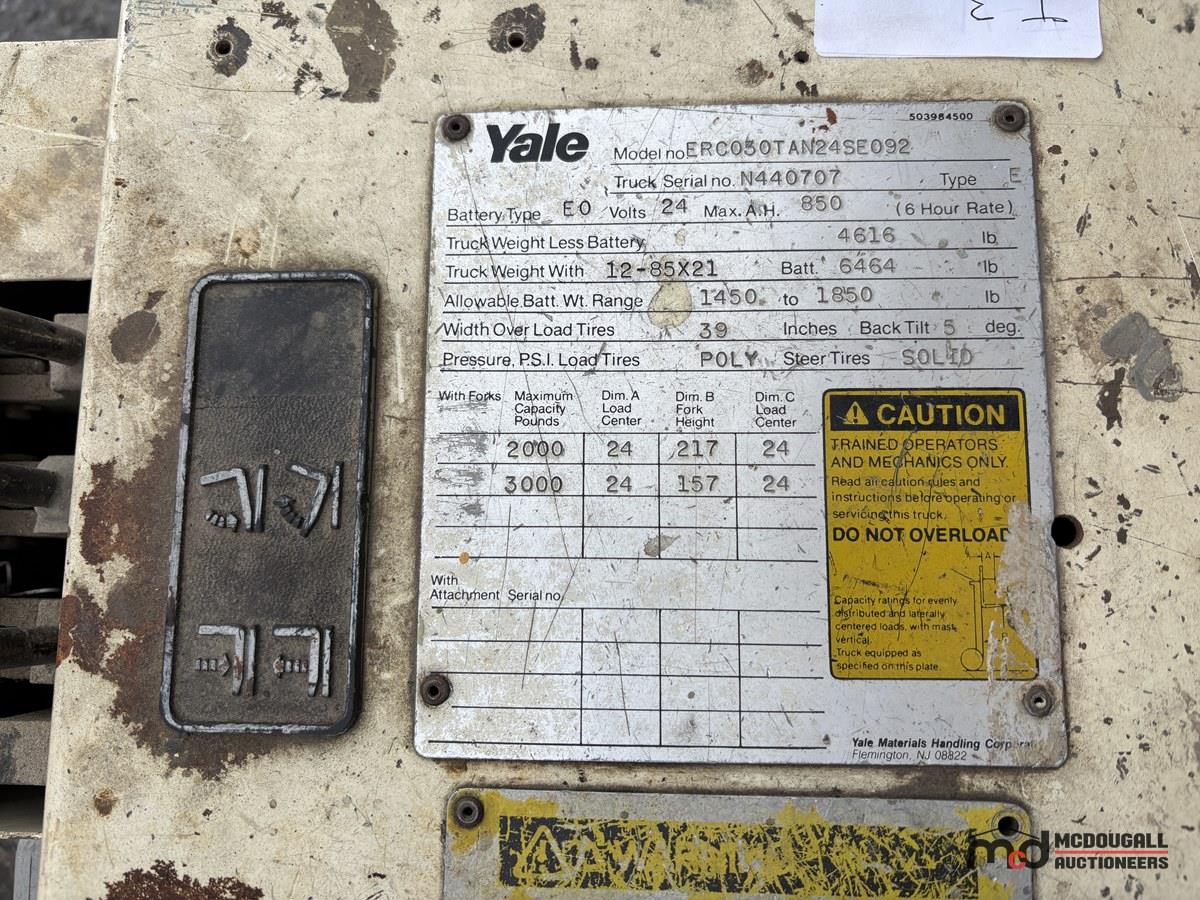 503984500
Yale
Model no ERC030TAN24SE092
Truck Serial no. N440707 Type E
Battery Type EO Volts 24 Max. A.H. 850 (6 Hour Rate)
Truck Weight Less Battery 4616 lb
Truck Weight With 12-85X21 Batt. 6464 lb
Allowable Batt. Wt. Range 1450 to 1850 lb
Width Over Load Tires 39 Inches Back Tilt 5 deg.
Pressure, P.S.I. Load Tires POLY Steer Tires SOLID
With Forks Maximum Capacity Pounds Dim. A Load Center Dim. B Fork Height Dim. C Load Center
2000 24 217 24
3000 24 157 24
With
Attachment Serial no.
CAUTION
TRAINED OPERATORS
AND MECHANICS ONLY.
Read all caution rules and
instructions before operating or
servicing this truck.
DO NOT OVERLOAD
A
Capacity ratings for evenly
distributed and laterally
centered loads, with mast
vertical.
Truck equipped as
specified on this plate.
Yale Materials Handling Corporation
Flemington, NJ 08822
mcd MCDOUGALL
AUCTIONEERS